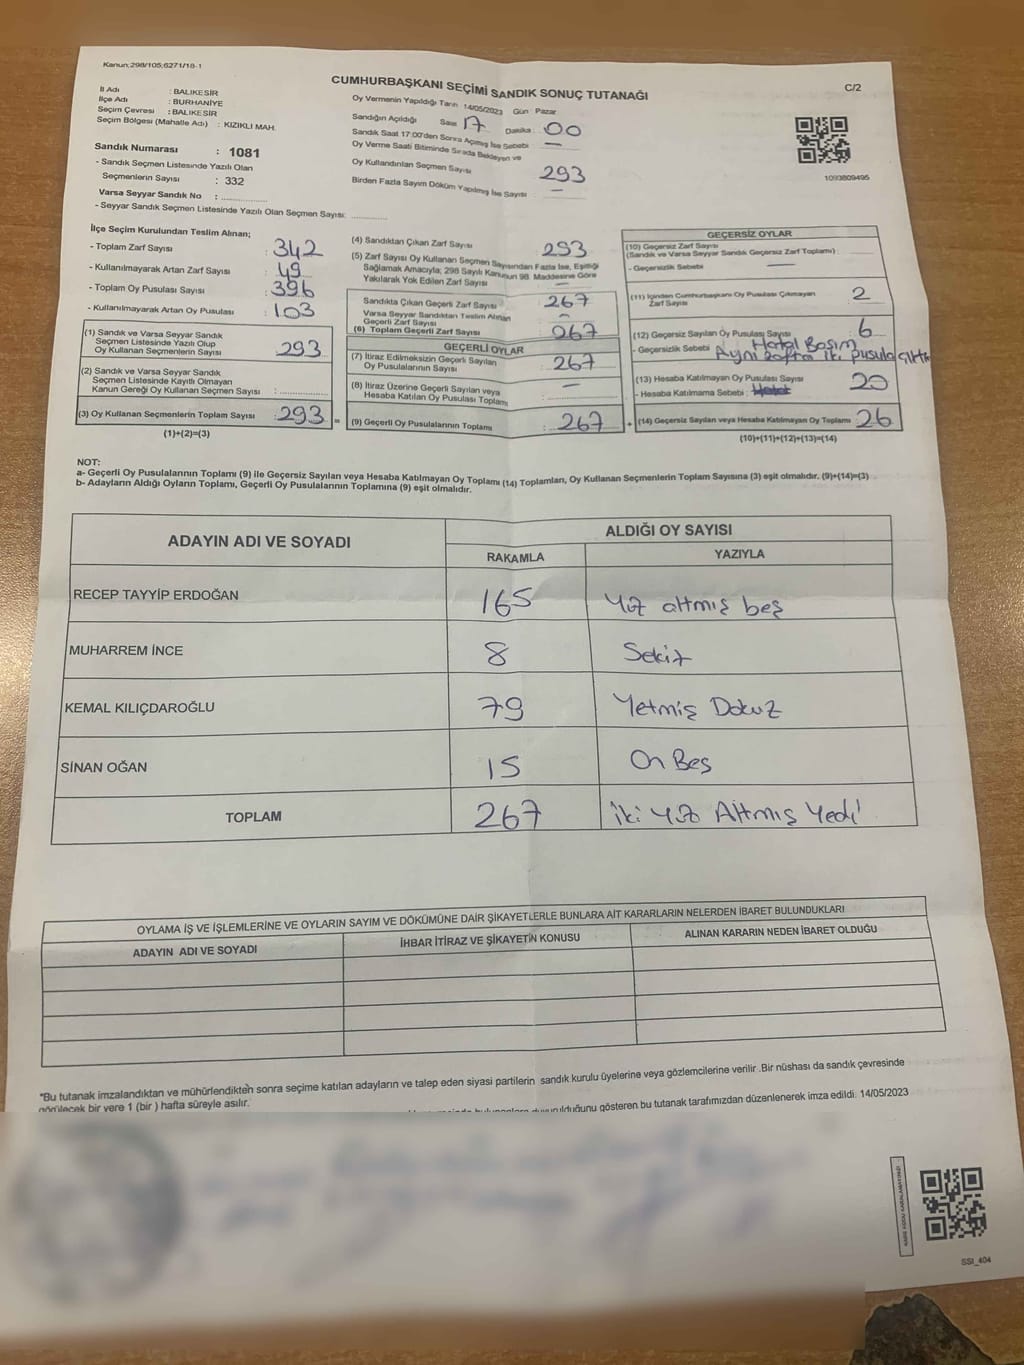 Kanun;298/105;6271/18-1
CUMHURBAŞKANI SEÇİMİ SANDIK SONUÇ TUTANAĞI
C/2
İl Adı : BALIKESİR
İlçe Adı : BURHANİYE
Seçim Çevresi : BALIKESİR
Seçim Bölgesi (Mahalle Adı) : KIZIKLI MAH.
Sandık Numarası : 1081
- Sandık Seçmen Listesinde Yazılı Olan
Seçmenlerin Sayısı : 332
Varsa Seyyar Sandık No : ..............
- Seyyar Sandık Seçmen Listesinde Yazılı Olan Seçmen Sayısı: ............
Oy Vermenin Yapıldığı Tarih 14/05/2023 Gün Pazar
Sandığın Açıldığı Saat 17 Dakika 00
Sandık Saat 17:00'den Sonra Açılmış İse Sebebi : —
Oy Verme Saati Bitiminde Sırada Bekleyen ve
Oy Kullandırılan Seçmen Sayısı 293
Birden Fazla Sayım Döküm Yapılmış İse Sayısı : —
1093809495
İlçe Seçim Kurulundan Teslim Alınan;
- Toplam Zarf Sayısı : 342
- Kullanılmayarak Artan Zarf Sayısı : 49
- Toplam Oy Pusulası Sayısı : 396
- Kullanılmayarak Artan Oy Pusulası : 103
(1) Sandık ve Varsa Seyyar Sandık
Seçmen Listesinde Yazılı Olup
Oy Kullanan Seçmenlerin Sayısı : 293
(2) Sandık ve Varsa Seyyar Sandık
Seçmen Listesinde Kayıtlı Olmayan
Kanun Gereği Oy Kullanan Seçmen Sayısı : ..............
(3) Oy Kullanan Seçmenlerin Toplam Sayısı : 293 =
(1)+(2)=(3)
(4) Sandıktan Çıkan Zarf Sayısı : 293
(5) Zarf Sayısı Oy Kullanan Seçmen Sayısından Fazla İse, Eşitliği
Sağlamak Amacıyla; 298 Sayılı Kanunun 98. Maddesine Göre
Yakılarak Yok Edilen Zarf Sayısı : —
Sandıkta Çıkan Geçerli Zarf Sayısı : 267
Varsa Seyyar Sandıktan Teslim Alınan
Geçerli Zarf Sayısı : —
(6) Toplam Geçerli Zarf Sayısı : 267
GEÇERLİ OYLAR
(7) İtiraz Edilmeksizin Geçerli Sayılan
Oy Pusulalarının Sayısı : 267
(8) İtiraz Üzerine Geçerli Sayılan veya
Hesaba Katılan Oy Pusulası Toplamı : —
(9) Geçerli Oy Pusulalarının Toplamı : 267 +
GEÇERSİZ OYLAR
(10) Geçersiz Zarf Sayısı
(Sandık ve Varsa Seyyar Sandık Geçersiz Zarf Toplamı) :
- Geçersizlik Sebebi —
(11) İçinden Cumhurbaşkanı Oy Pusulası Çıkmayan
Zarf Sayısı : 2
(12) Geçersiz Sayılan Oy Pusulası Sayısı : 6
- Geçersizlik Sebebi : Hatal Basım
Aynı zaftan iki pusula çıktı
(13) Hesaba Katılmayan Oy Pusulası Sayısı 20
- Hesaba Katılmama Sebebi :
(14) Geçersiz Sayılan veya Hesaba Katılmayan Oy Toplamı : 26
(10)+(11)+(12)+(13)=(14)
NOT:
a- Geçerli Oy Pusulalarının Toplamı (9) ile Geçersiz Sayılan veya Hesaba Katılmayan Oy Toplamı (14) Toplamları, Oy Kullanan Seçmenlerin Toplam Sayısına (3) eşit olmalıdır. (9)+(14)=(3)
b- Adayların Aldığı Oyların Toplamı, Geçerli Oy Pusulalarının Toplamına (9) eşit olmalıdır.
ADAYIN ADI VE SOYADI
ALDIĞI OY SAYISI
RAKAMLA YAZIYLA
RECEP TAYYİP ERDOĞAN 165 Yüz altmış beş
MUHARREM İNCE 8 Sekiz
KEMAL KILIÇDAROĞLU 79 Yetmiş Dokuz
SİNAN OĞAN 15 On Beş
TOPLAM 267 İki Yüz Altmış Yedi
OYLAMA İŞ VE İŞLEMLERİNE VE OYLARIN SAYIM VE DÖKÜMÜNE DAİR ŞİKAYETLERLE BUNLARA AİT KARARLARIN NELERDEN İBARET BULUNDUKLARI
ADAYIN ADI VE SOYADI İHBAR İTİRAZ VE ŞİKAYETİN KONUSU ALINAN KARARIN NEDEN İBARET OLDUĞU
*Bu tutanak imzalandıktan ve mühürlendikten sonra seçime katılan adayların ve talep eden siyasi partilerin sandık kurulu üyelerine veya gözlemcilerine verilir .Bir nüshası da sandık çevresinde
görülecek bir yere 1 (bir ) hafta süreyle asılır.
duyurulduğunu gösteren bu tutanak tarafımızdan düzenlenerek imza edildi. 14/05/2023
SSI_404